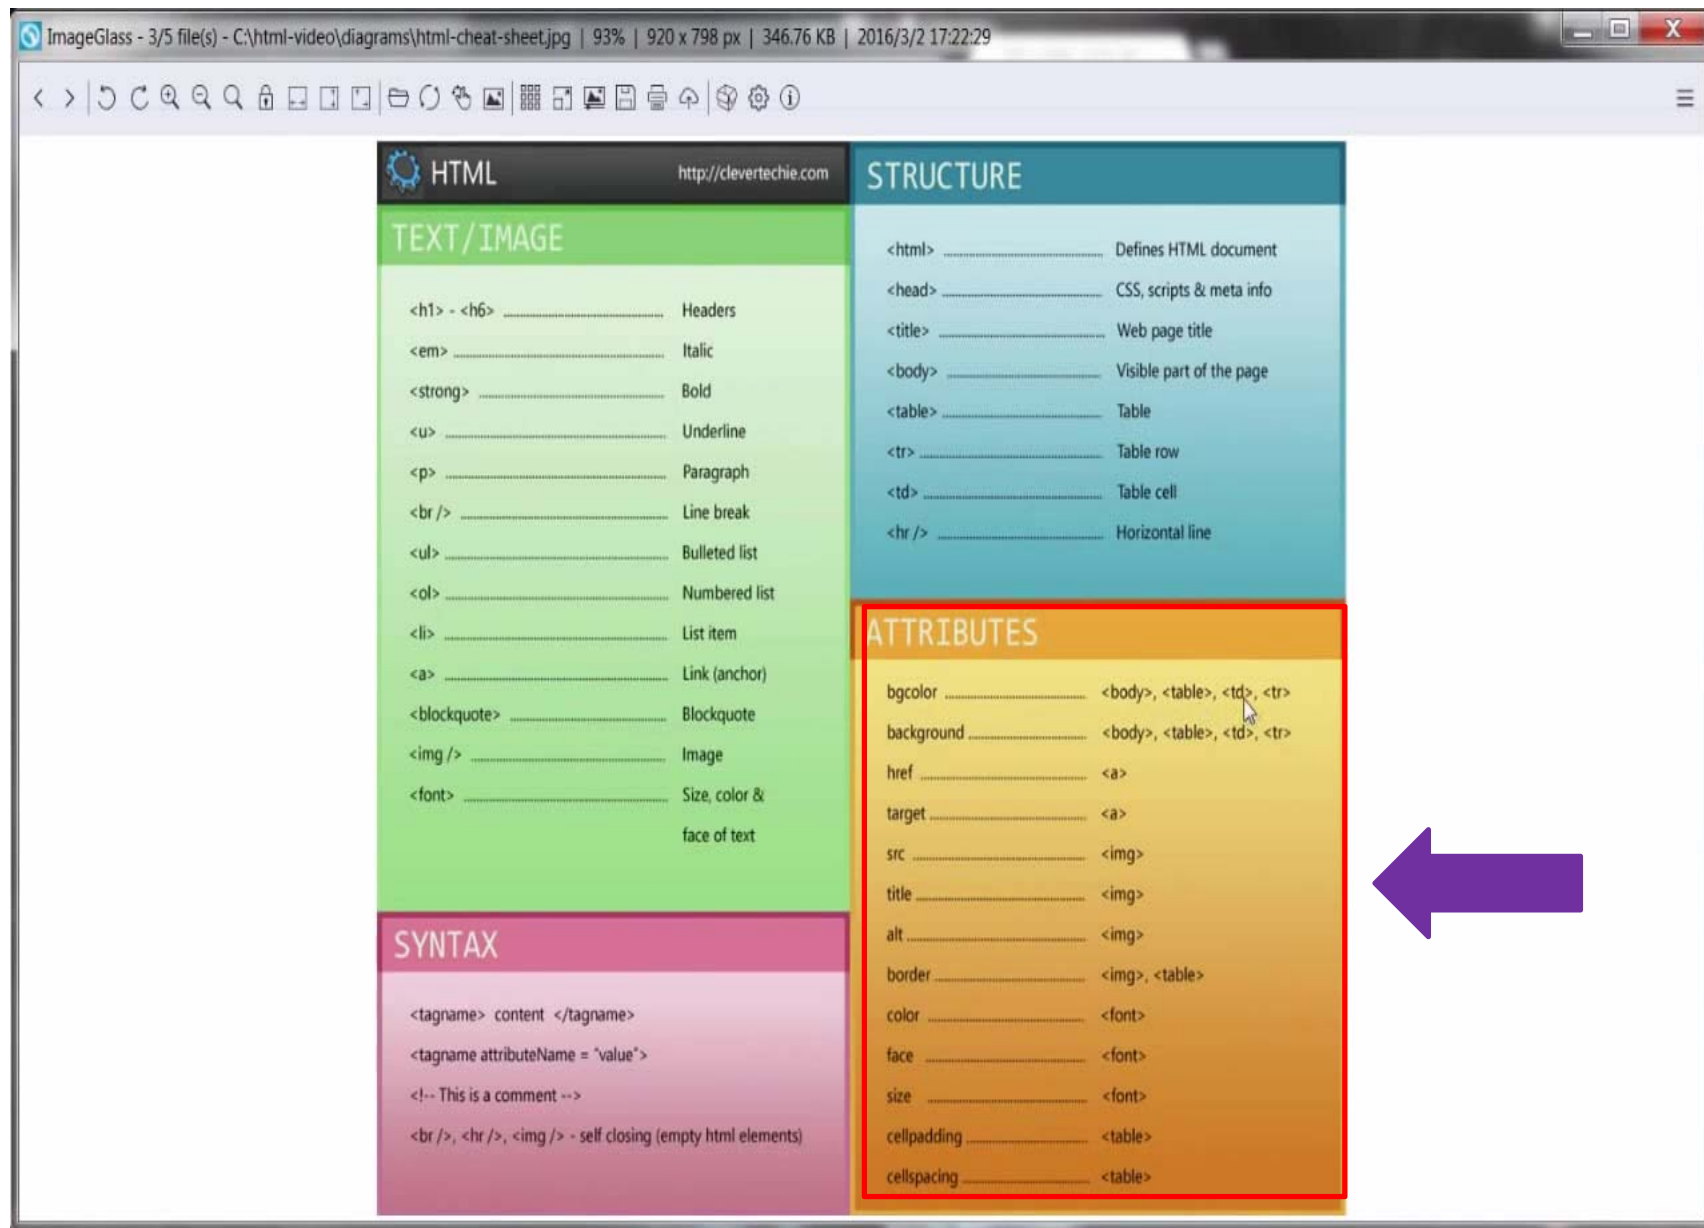 ImageGlass - 3/5 file(s) - C:\html-video\diagrams\html-cheat-sheet.jpg | 93% | 920 x 798 px | 346.76 KB | 2016/3/2 17:22:29
HTML http://clevertechie.com
TEXT/IMAGE
<h1> - <h6> Headers
<em> Italic
<strong> Bold
<u> Underline
<p> Paragraph
<br /> Line break
<ul> Bulleted list
<ol> Numbered list
<li> List item
<a> Link (anchor)
<blockquote> Blockquote
<img /> Image
<font> Size, color &
face of text
SYNTAX
<tagname> content </tagname>
<tagname attributeName = "value">
<!-- This is a comment -->
<br />, <hr />, <img /> - self closing (empty html elements)
STRUCTURE
<html> Defines HTML document
<head> CSS, scripts & meta info
<title> Web page title
<body> Visible part of the page
<table> Table
<tr> Table row
<td> Table cell
<hr /> Horizontal line
ATTRIBUTES
bgcolor <body>, <table>, <td>, <tr>
background <body>, <table>, <td>, <tr>
href <a>
target <a>
src <img>
title <img>
alt <img>
border <img>, <table>
color <font>
face <font>
size <font>
cellpadding <table>
cellspacing <table>